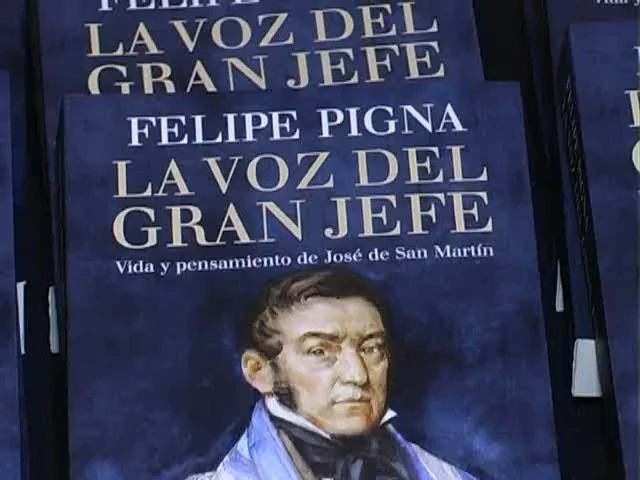 FELIPE
LA VOZ DEL
GRAN JEFE
FELIPE PIGNA
LA VOZ DEL
GRAN JEFE
Vida y pensamiento de José de San Martín